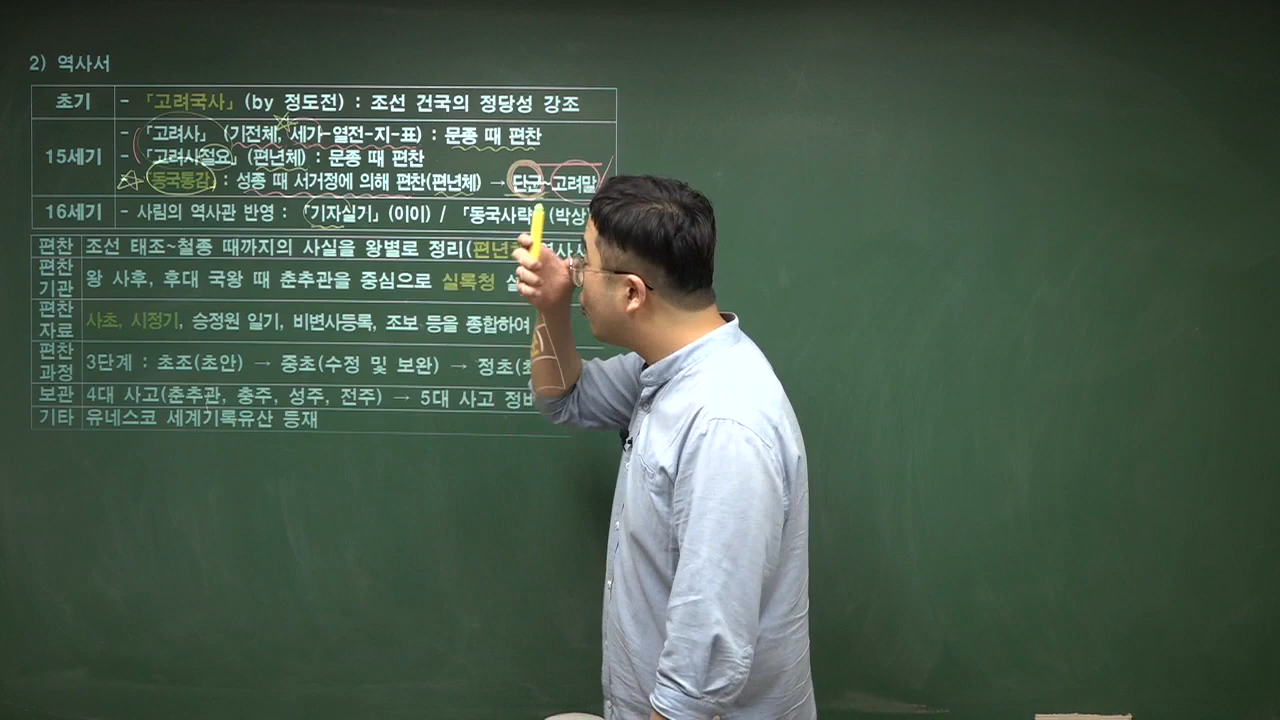 2) 역사서
초기 - 「고려국사」(by 정도전) : 조선 건국의 정당성 강조
- 「고려사」 (기전체, 세가-열전-지-표) : 문종 때 편찬
15세기 - 「고려사절요」(편년체) : 문종 때 편찬
동국통감」 : 성종 때 서거정에 의해 편찬(편년체) → 단군~고려말
16세기 - 사림의 역사관 반영 : 「기자실기」(이이) / 「동국사략 (박상)
편찬 조선 태조~철종 때까지의 사실을 왕별로 정리(편년
편찬
기관 왕 사후, 후대 국왕 때 춘추관을 중심으로 실록청
편찬
자료 사초, 시정기, 승정원 일기, 비변사등록, 조보 등을 종합하여
편찬
과정 3단계 : 초조(초안) → 중초(수정 및 보완) → 정초(
보관 4대 사고(춘추관, 충주, 성주, 전주) → 5대 사고
기타 유네스코 세계기록유산 등재